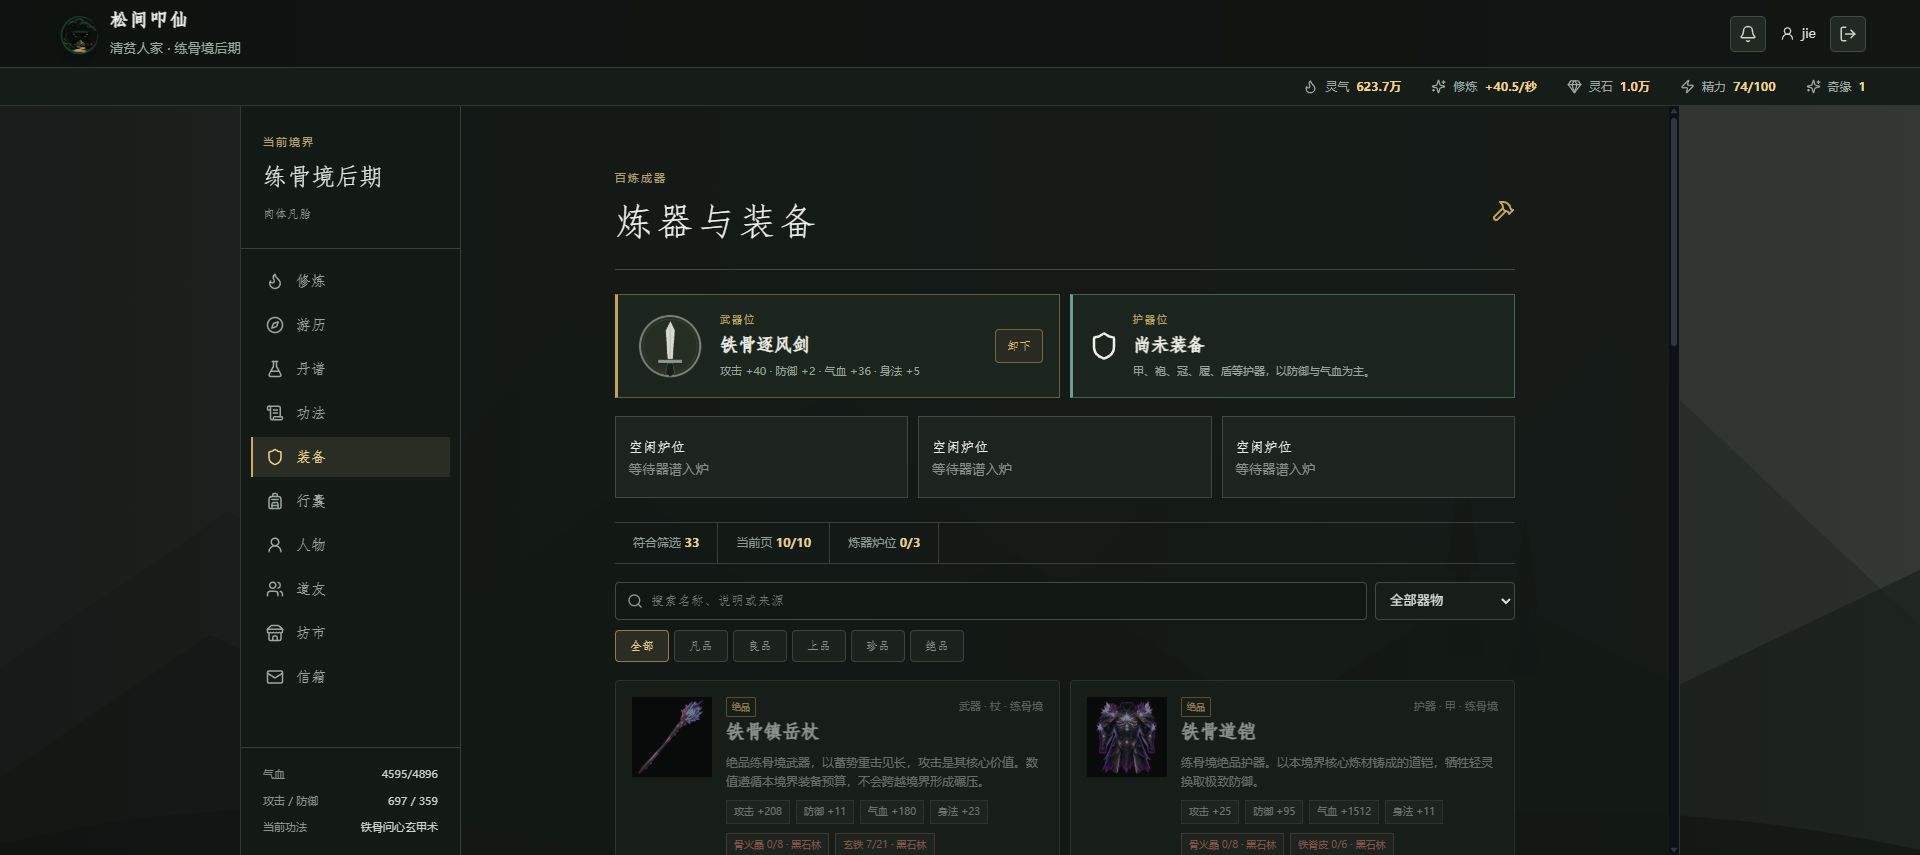 松间叩仙
清贫人家 · 练骨境后期
jie
灵气 623.7万
修炼 +40.5/秒
灵石 1.0万
精力 74/100
奇缘 1
当前境界
练骨境后期
肉体凡胎
修炼
游历
丹谱
功法
装备
行囊
人物
道友
坊市
信箱
气血 4595/4896
攻击 / 防御 697 / 359
当前功法 铁骨问心玄甲术
百炼成器
炼器与装备
武器位
铁骨逐风剑
攻击 +40 · 防御 +2 · 气血 +36 · 身法 +5
卸下
护器位
尚未装备
甲、袍、冠、履、盾等护器，以防御与气血为主。
空闲炉位
等待器谱入炉
空闲炉位
等待器谱入炉
空闲炉位
等待器谱入炉
符合筛选 33
当前页 10/10
炼器炉位 0/3
搜索名称、说明或来源
全部器物
全部
凡品
良品
上品
珍品
绝品
绝品
武器 · 杖 · 练骨境
铁骨镇岳杖
绝品练骨境武器，以蓄势重击见长，攻击是其核心价值。数
值遵循本境界装备预算，不会跨越境界形成碾压。
攻击 +208
防御 +11
气血 +180
身法 +23
骨火晶 0/8 · 黑石林
玄铁 7/21 · 黑石林
绝品
护器 · 甲 · 练骨境
铁骨道铠
练骨境绝品护器。以本境界核心炼材铸成的道铠，牺牲轻灵
换取极致防御。
攻击 +25
防御 +95
气血 +1512
身法 +11
骨火晶 0/8 · 黑石林
铁脊皮 0/6 · 黑石林